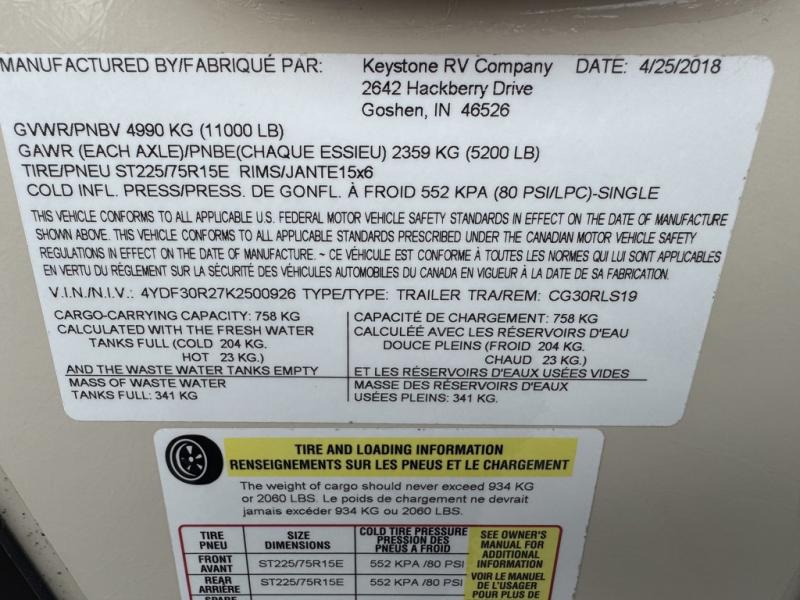 MANUFACTURED BY/FABRIQUÉ PAR: Keystone RV Company DATE: 4/25/2018
2642 Hackberry Drive
Goshen, IN 46526
GVWR/PNBV 4990 KG (11000 LB)
GAWR (EACH AXLE)/PNBE(CHAQUE ESSIEU) 2359 KG (5200 LB)
TIRE/PNEU ST225/75R15E RIMS/JANTE15x6
COLD INFL. PRESS/PRESS. DE GONFL. À FROID 552 KPA (80 PSI/LPC)-SINGLE
THIS VEHICLE CONFORMS TO ALL APPLICABLE U.S. FEDERAL MOTOR VEHICLE SAFETY STANDARDS IN EFFECT ON THE DATE OF MANUFACTURE
SHOWN ABOVE. THIS VEHICLE CONFORMS TO ALL APPLICABLE STANDARDS PRESCRIBED UNDER THE CANADIAN MOTOR VEHICLE SAFETY
REGULATIONS IN EFFECT ON THE DATE OF MANUFACTURE. ~ CE VÉHICULE EST CONFORME À TOUTES LES NORMES QUI LUI SONT APPLICABLES
EN VERTU DU RÉGLEMENT SUR LA SÉCURITÉ DES VÉHICULES AUTOMOBILES DU CANADA EN VIGUEUR À LA DATE DE SA FABRICATION.
V.I.N./N.I.V.: 4YDF30R27K2500926 TYPE/TYPE: TRAILER TRA/REM: CG30RLS19
CARGO-CARRYING CAPACITY: 758 KG
CALCULATED WITH THE FRESH WATER
TANKS FULL (COLD 204 KG.
HOT 23 KG.)
AND THE WASTE WATER TANKS EMPTY
MASS OF WASTE WATER
TANKS FULL: 341 KG
CAPACITÉ DE CHARGEMENT: 758 KG
CALCULÉE AVEC LES RÉSERVOIRS D'EAU
DOUCE PLEINS (FROID 204 KG.
CHAUD 23 KG.)
ET LES RÉSERVOIRS D'EAUX USÉES VIDES
MASSE DES RÉSERVOIRS D'EAUX
USÉES PLEINS: 341 KG.
TIRE AND LOADING INFORMATION
RENSEIGNEMENTS SUR LES PNEUS ET LE CHARGEMENT
The weight of cargo should never exceed 934 KG
or 2060 LBS. Le poids de chargement ne devrait
jamais excéder 934 KG ou 2060 LBS.
TIRE
PNEU
SIZE
DIMENSIONS
COLD TIRE PRESSURE
PRESSION DES
PNEUS A FROID
FRONT
AVANT
ST225/75R15E
552 KPA /80 PSI
REAR
ARRIÈRE
ST225/75R15E
552 KPA /80 PSI
SPARE
SEE OWNER'S
MANUAL FOR
ADDITIONAL
INFORMATION
VOIR LE MANUEL
DE L'USAGER
POUR PLUS DE